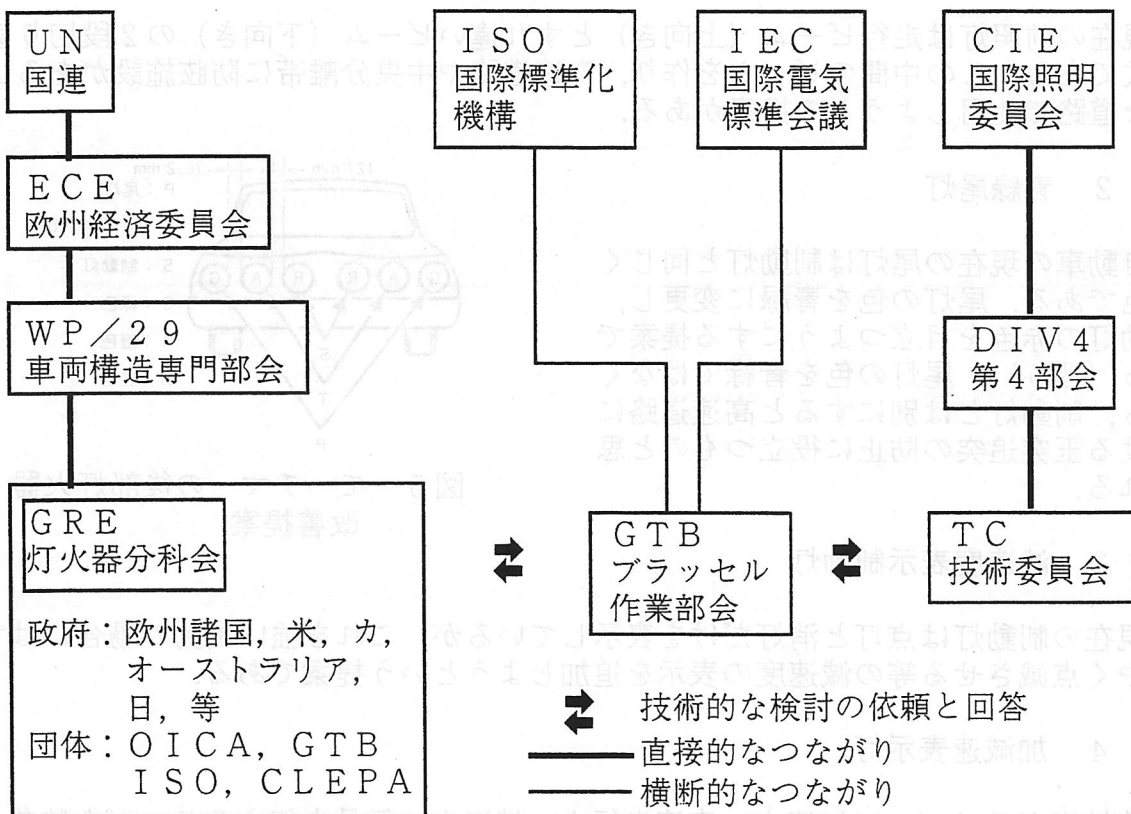 ＵＮ
国連
ＥＣＥ
欧州経済委員会
ＷＰ／２９
車両構造専門部会
ＧＲＥ
灯火器分科会
政府：欧州諸国，米，カ，
オーストラリア，
日，等
団体：ＯＩＣＡ，ＧＴＢ
ＩＳＯ，ＣＬＥＰＡ
ＩＳＯ
国際標準化
機構
ＩＥＣ
国際電気
標準会議
ＣＩＥ
国際照明
委員会
ＤＩＶ４
第４部会
ＧＴＢ
ブラッセル
作業部会
ＴＣ
技術委員会
技術的な検討の依頼と回答
直接的なつながり
横断的なつながり